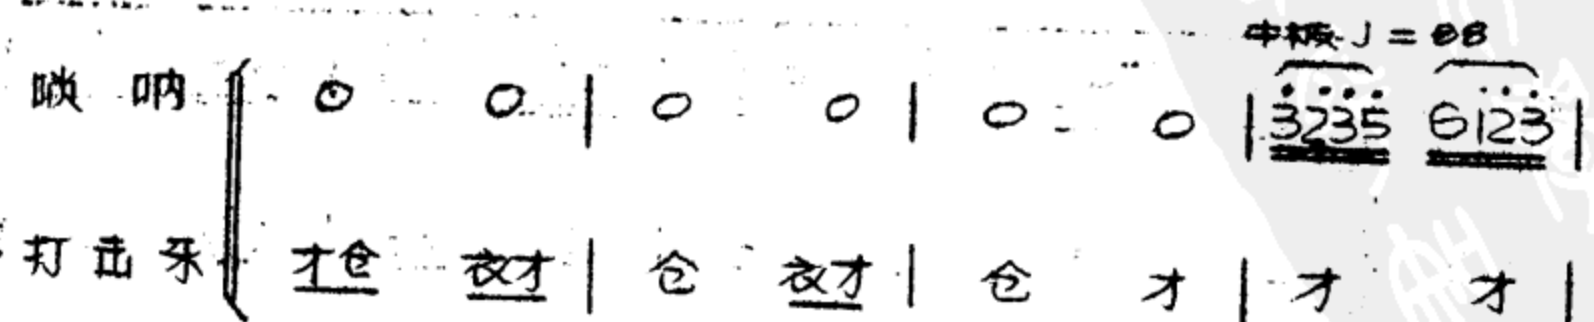 中板 ♩=88
唢呐 0 0 | 0 0 | 0 0 | 3235 6123 |
打击乐 才仓 衣才 | 仓 衣才 | 仓 才 | 才 才 |